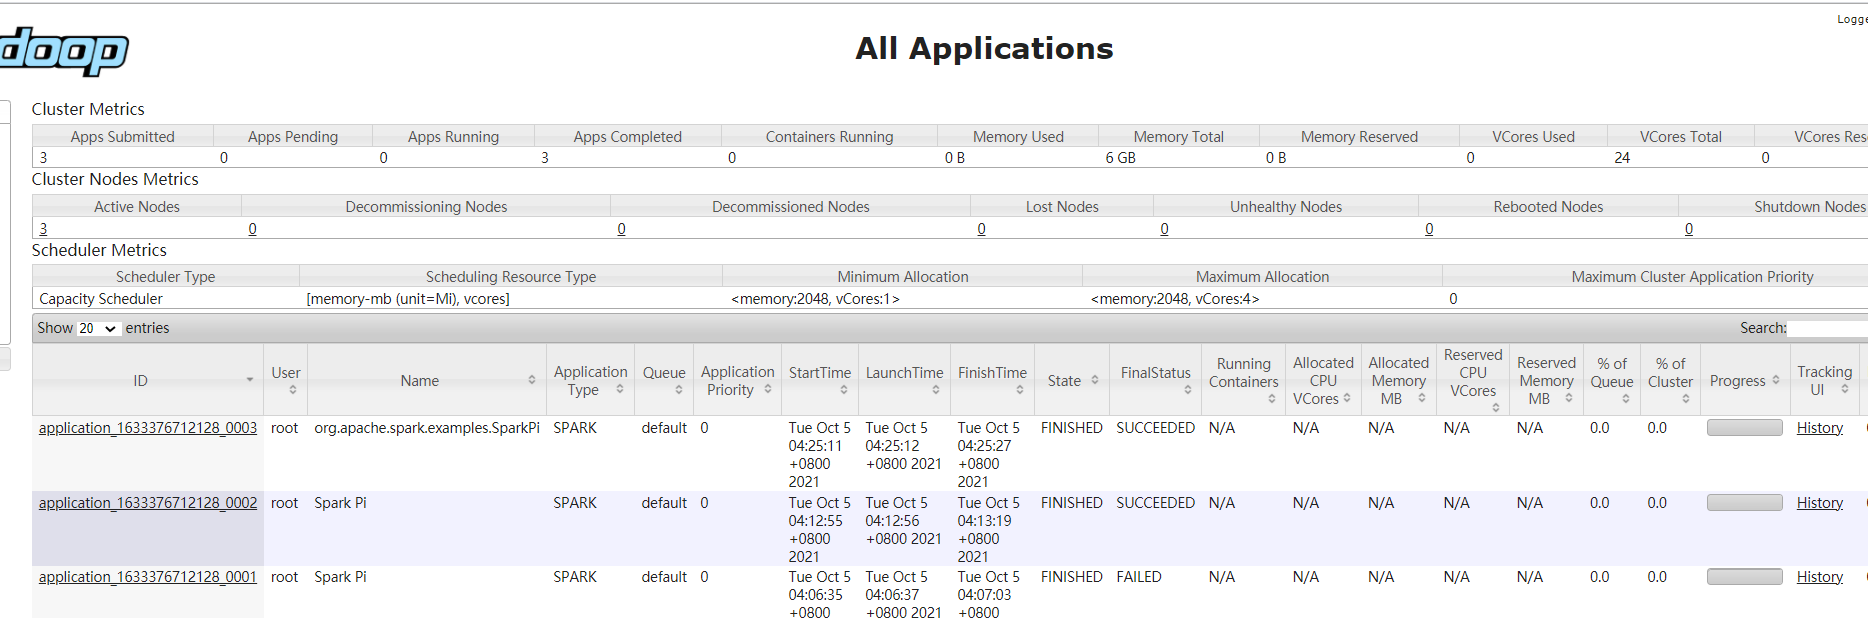 Logge
doop
All Applications
Cluster Metrics
Apps Submitted Apps Pending Apps Running Apps Completed Containers Running Memory Used Memory Total Memory Reserved VCores Used VCores Total VCores Res
3 0 0 3 0 0 B 6 GB 0 B 0 24 0
Cluster Nodes Metrics
Active Nodes Decommissioning Nodes Decommissioned Nodes Lost Nodes Unhealthy Nodes Rebooted Nodes Shutdown Nodes
3 0 0 0 0 0 0
Scheduler Metrics
Scheduler Type Scheduling Resource Type Minimum Allocation Maximum Allocation Maximum Cluster Application Priority
Capacity Scheduler [memory-mb (unit=Mi), vcores] <memory:2048, vCores:1> <memory:2048, vCores:4> 0
Show 20 entries Search:
ID User Name Application Type Queue Application Priority StartTime LaunchTime FinishTime State FinalStatus Running Containers Allocated CPU VCores Allocated Memory MB Reserved CPU VCores Reserved Memory MB % of Queue % of Cluster Progress Tracking UI
application_1633376712128_0003 root org.apache.spark.examples.SparkPi SPARK default 0 Tue Oct 5 04:25:11 +0800 2021 Tue Oct 5 04:25:12 +0800 2021 Tue Oct 5 04:25:27 +0800 2021 FINISHED SUCCEEDED N/A N/A N/A N/A N/A 0.0 0.0 History
application_1633376712128_0002 root Spark Pi SPARK default 0 Tue Oct 5 04:12:55 +0800 2021 Tue Oct 5 04:12:56 +0800 2021 Tue Oct 5 04:13:19 +0800 2021 FINISHED SUCCEEDED N/A N/A N/A N/A N/A 0.0 0.0 History
application_1633376712128_0001 root Spark Pi SPARK default 0 Tue Oct 5 04:06:35 +0800 Tue Oct 5 04:06:37 +0800 2021 Tue Oct 5 04:07:03 +0800 FINISHED FAILED N/A N/A N/A N/A N/A 0.0 0.0 History